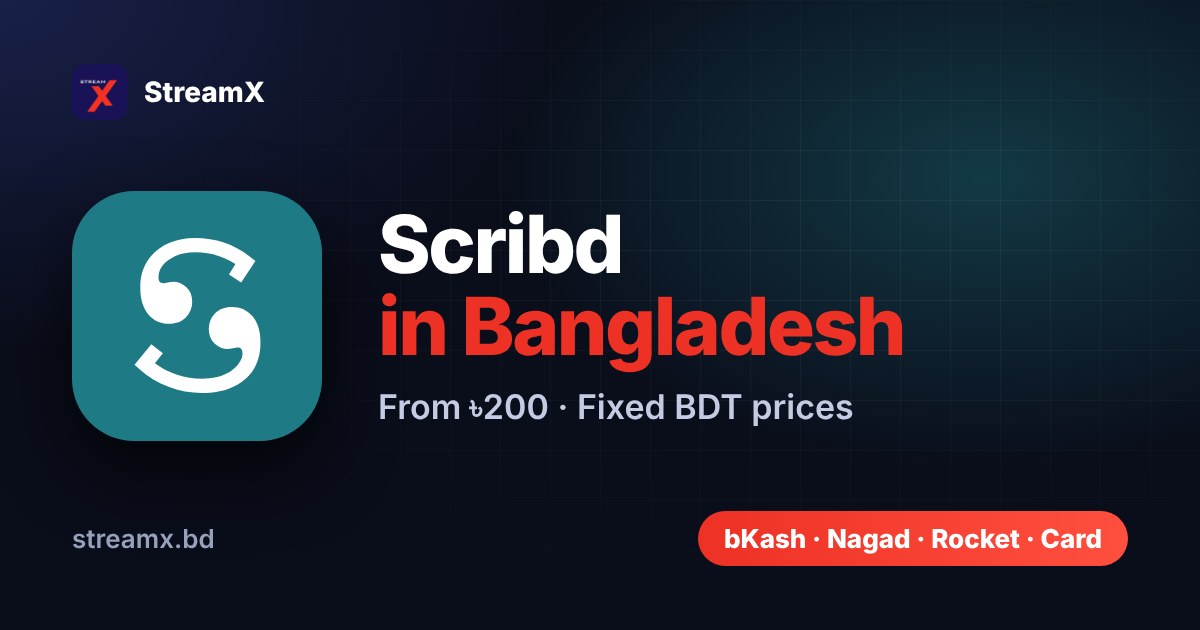 STREAM
X
StreamX
Scribd
in Bangladesh
From ৳200 · Fixed BDT prices
streamx.bd
bKash · Nagad · Rocket · Card